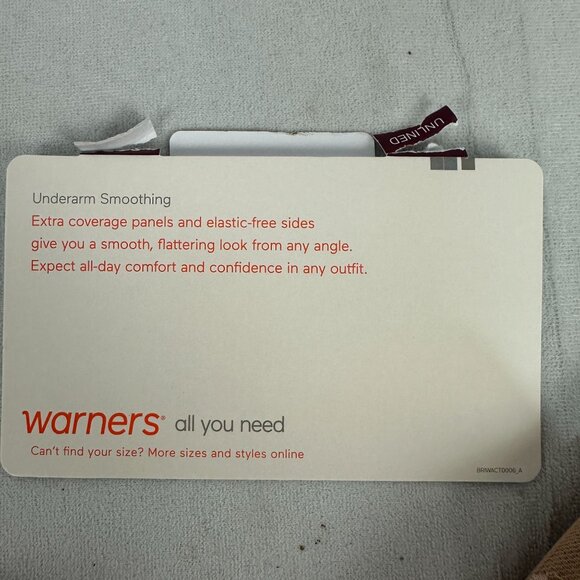 UNLINED
Underarm Smoothing
Extra coverage panels and elastic-free sides
give you a smooth, flattering look from any angle.
Expect all-day comfort and confidence in any outfit.
warners® all you need
Can't find your size? More sizes and styles online
BRWACT0006_A